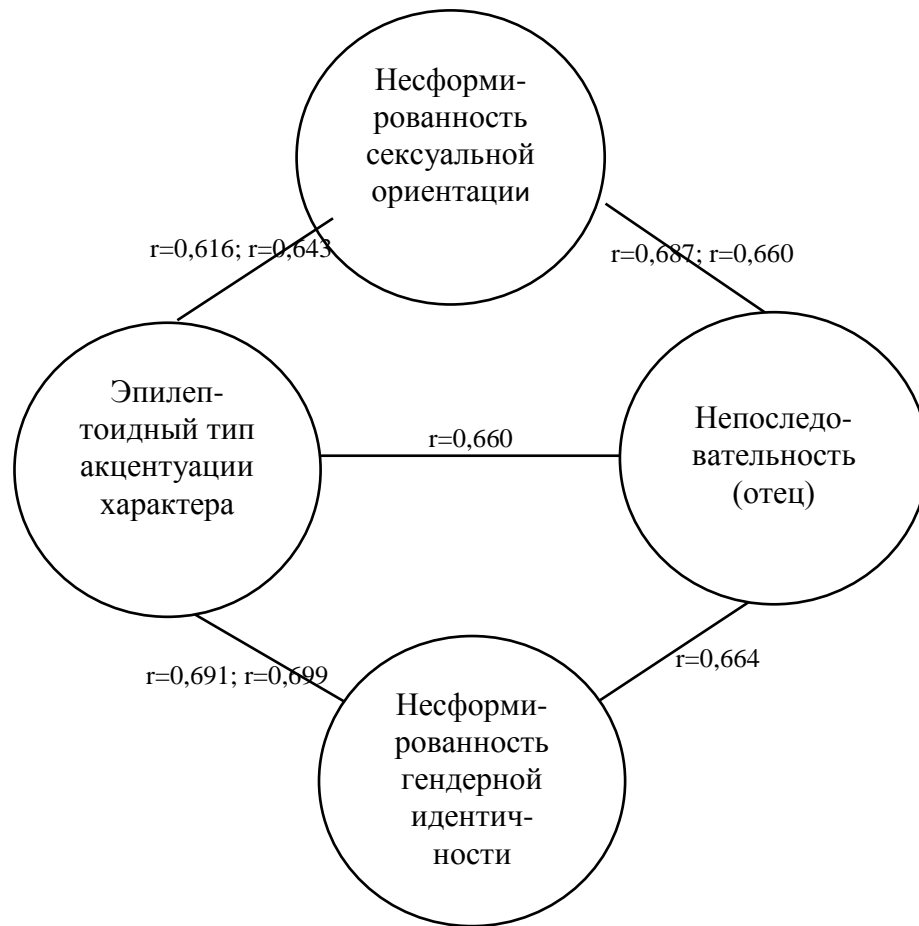 Несформи-
рованность
сексуальной
ориентации
r=0,616; r=0,643
r=0,687; r=0,660
Эпилеп-
тоидный тип
акцентуации
характера
r=0,660
Непоследо-
вательность
(отец)
r=0,691; r=0,699
r=0,664
Несформи-
рованность
гендерной
идентич-
ности